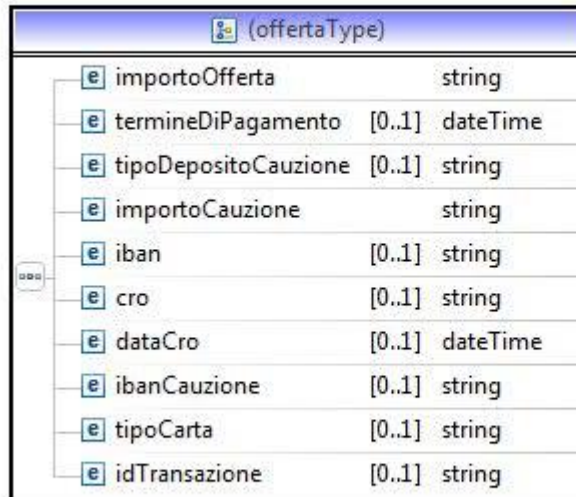 (offertaType)
e importoOfferta string
e termineDiPagamento [0..1] dateTime
e tipoDepositoCauzione [0..1] string
e importoCauzione string
e iban [0..1] string
e cro [0..1] string
e dataCro [0..1] dateTime
e ibanCauzione [0..1] string
e tipoCarta [0..1] string
e idTransazione [0..1] string